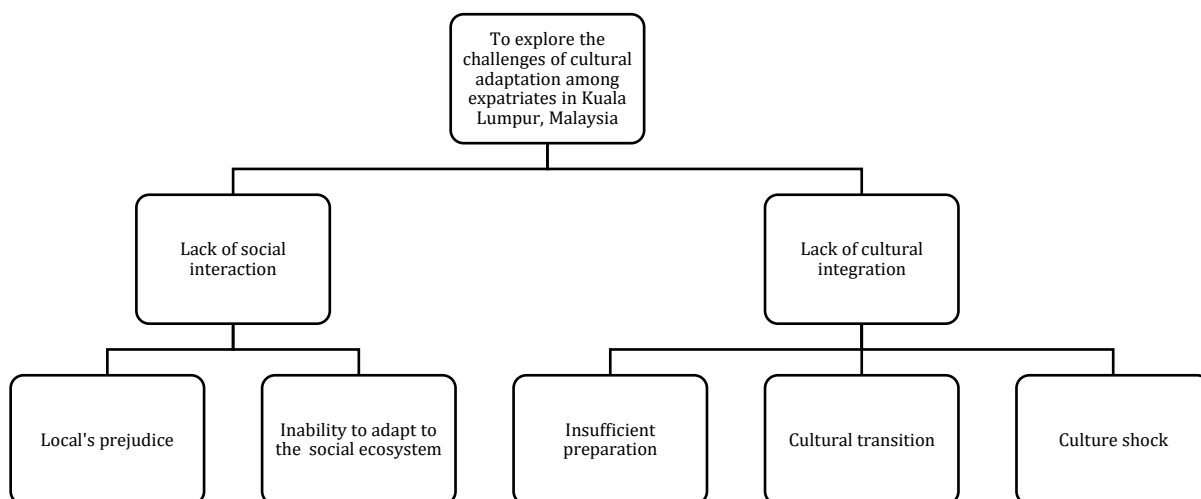 To explore the
challenges of cultural
adaptation among
expatriates in Kuala
Lumpur, Malaysia
Lack of social
interaction
Lack of cultural
integration
Local's prejudice
Inability to adapt to
the social ecosystem
Insufficient
preparation
Cultural transition
Culture shock